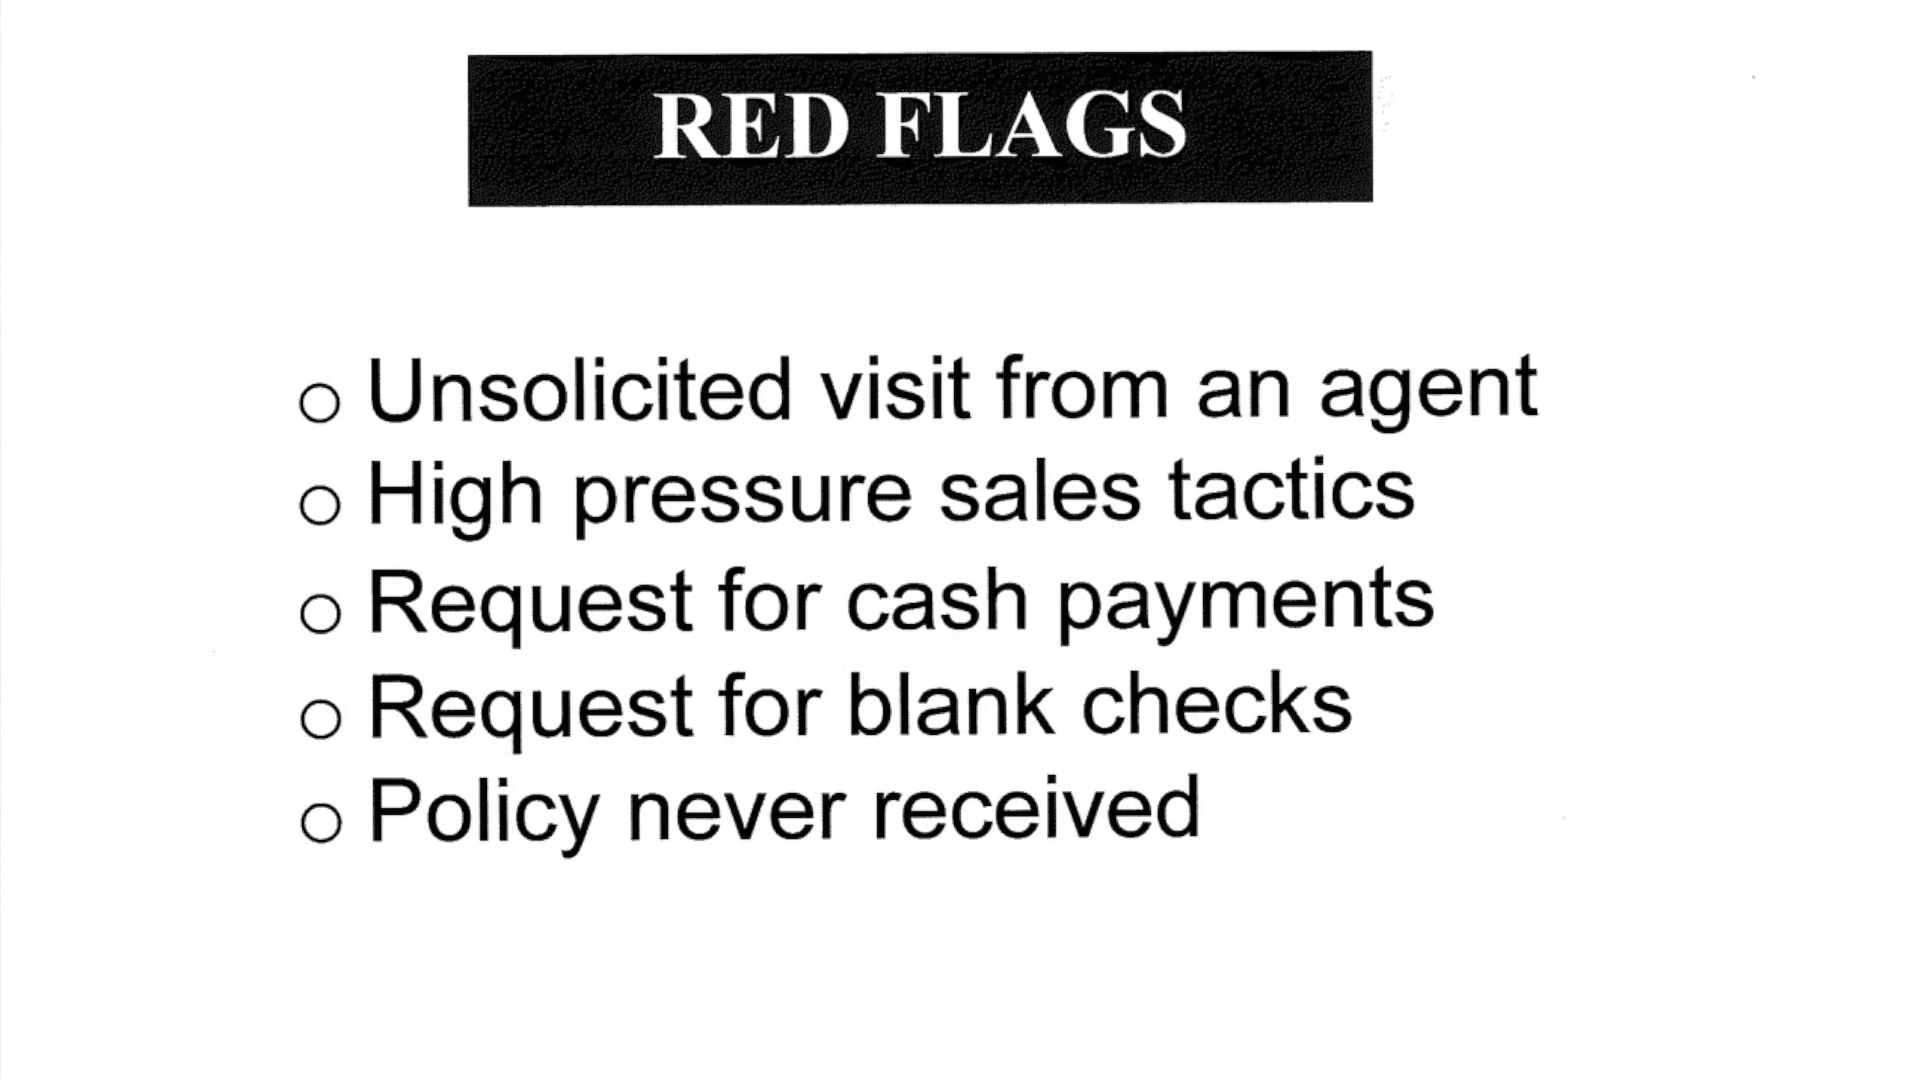 RED FLAGS
o Unsolicited visit from an agent
o High pressure sales tactics
o Request for cash payments
o Request for blank checks
o Policy never received